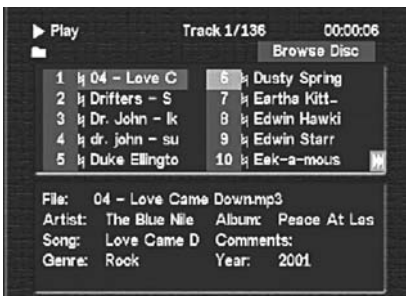 Play Track 1/136 00:00:06
Browse Disc
1 04 - Love C 6 Dusty Spring
2 Drifters - S 7 Eartha Kitt-
3 Dr. John - Ik 8 Edwin Hawki
4 dr. john - su 9 Edwin Starr
5 Duke Ellingto 10 Eek-a-mous
File: 04 - Love Came Down.mp3
Artist: The Blue Nile Album: Peace At Las
Song: Love Came D Comments:
Genre: Rock Year: 2001